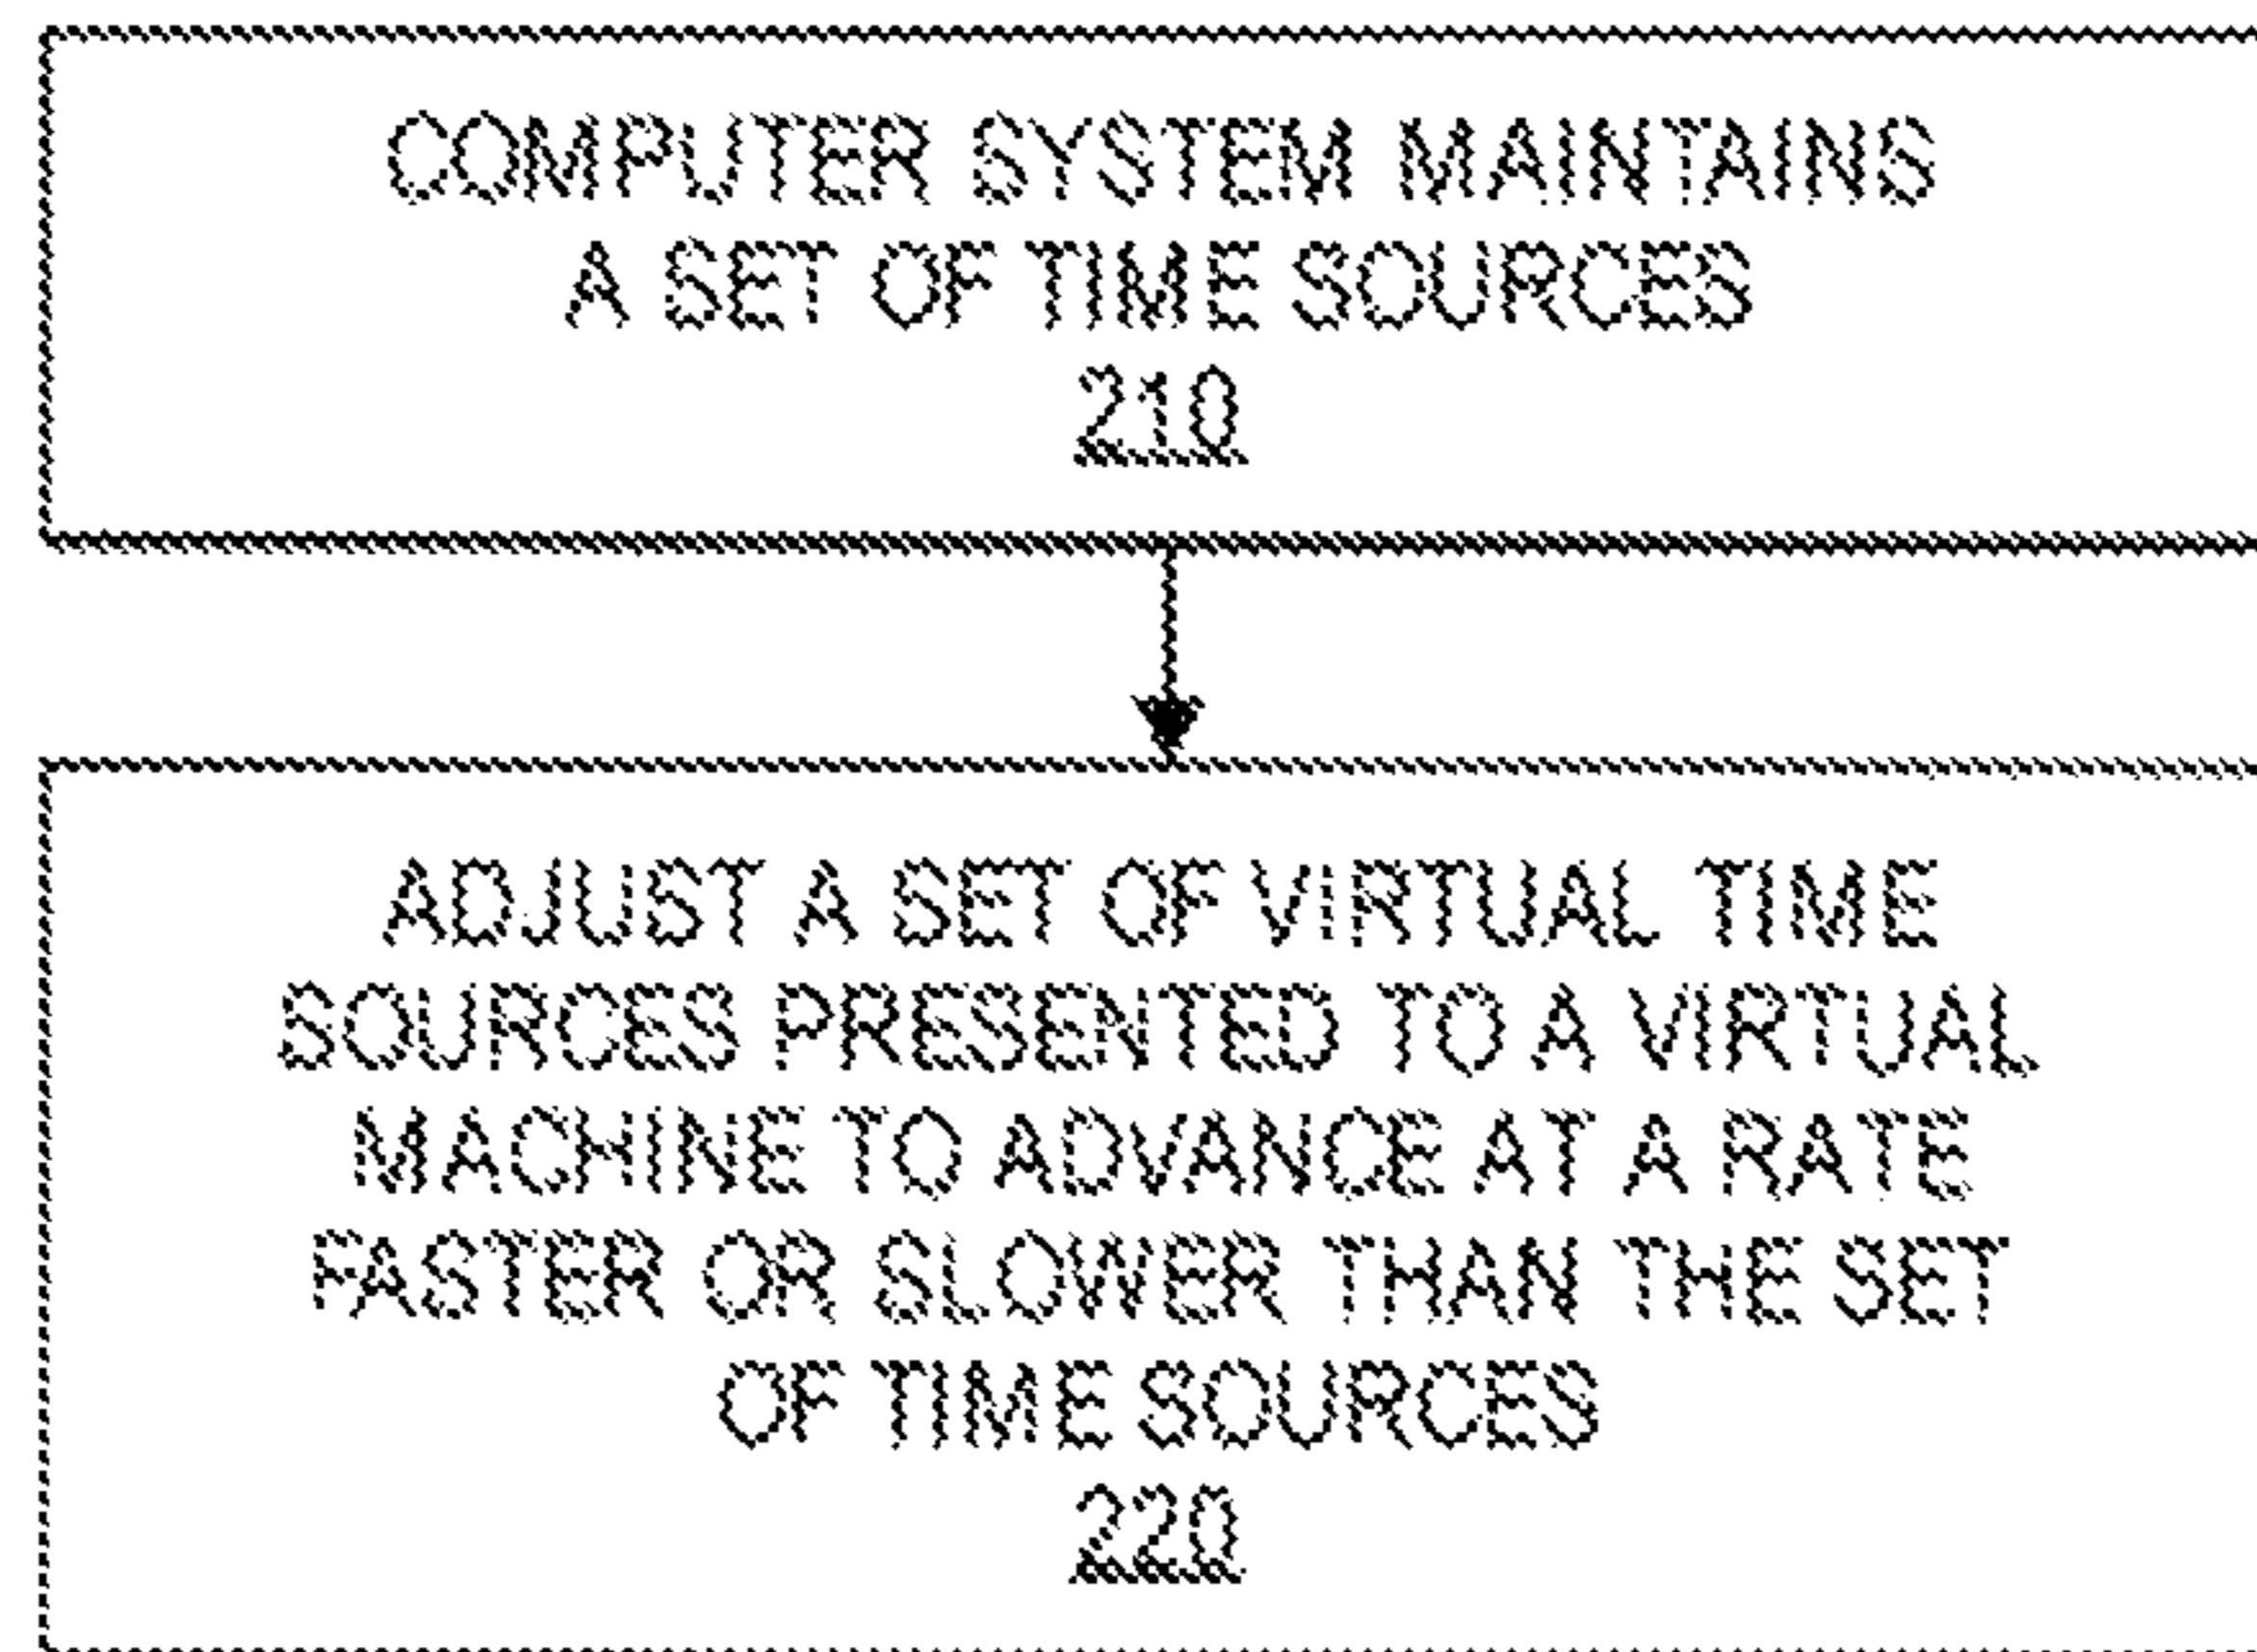 COMPUTER SYSTEM MAINTAINS
A SET OF TIME SOURCES
210
ADJUST A SET OF VIRTUAL TIME
SOURCES PRESENTED TO A VIRTUAL
MACHINE TO ADVANCE AT A RATE
FASTER OR SLOWER THAN THE SET
OF TIME SOURCES
220